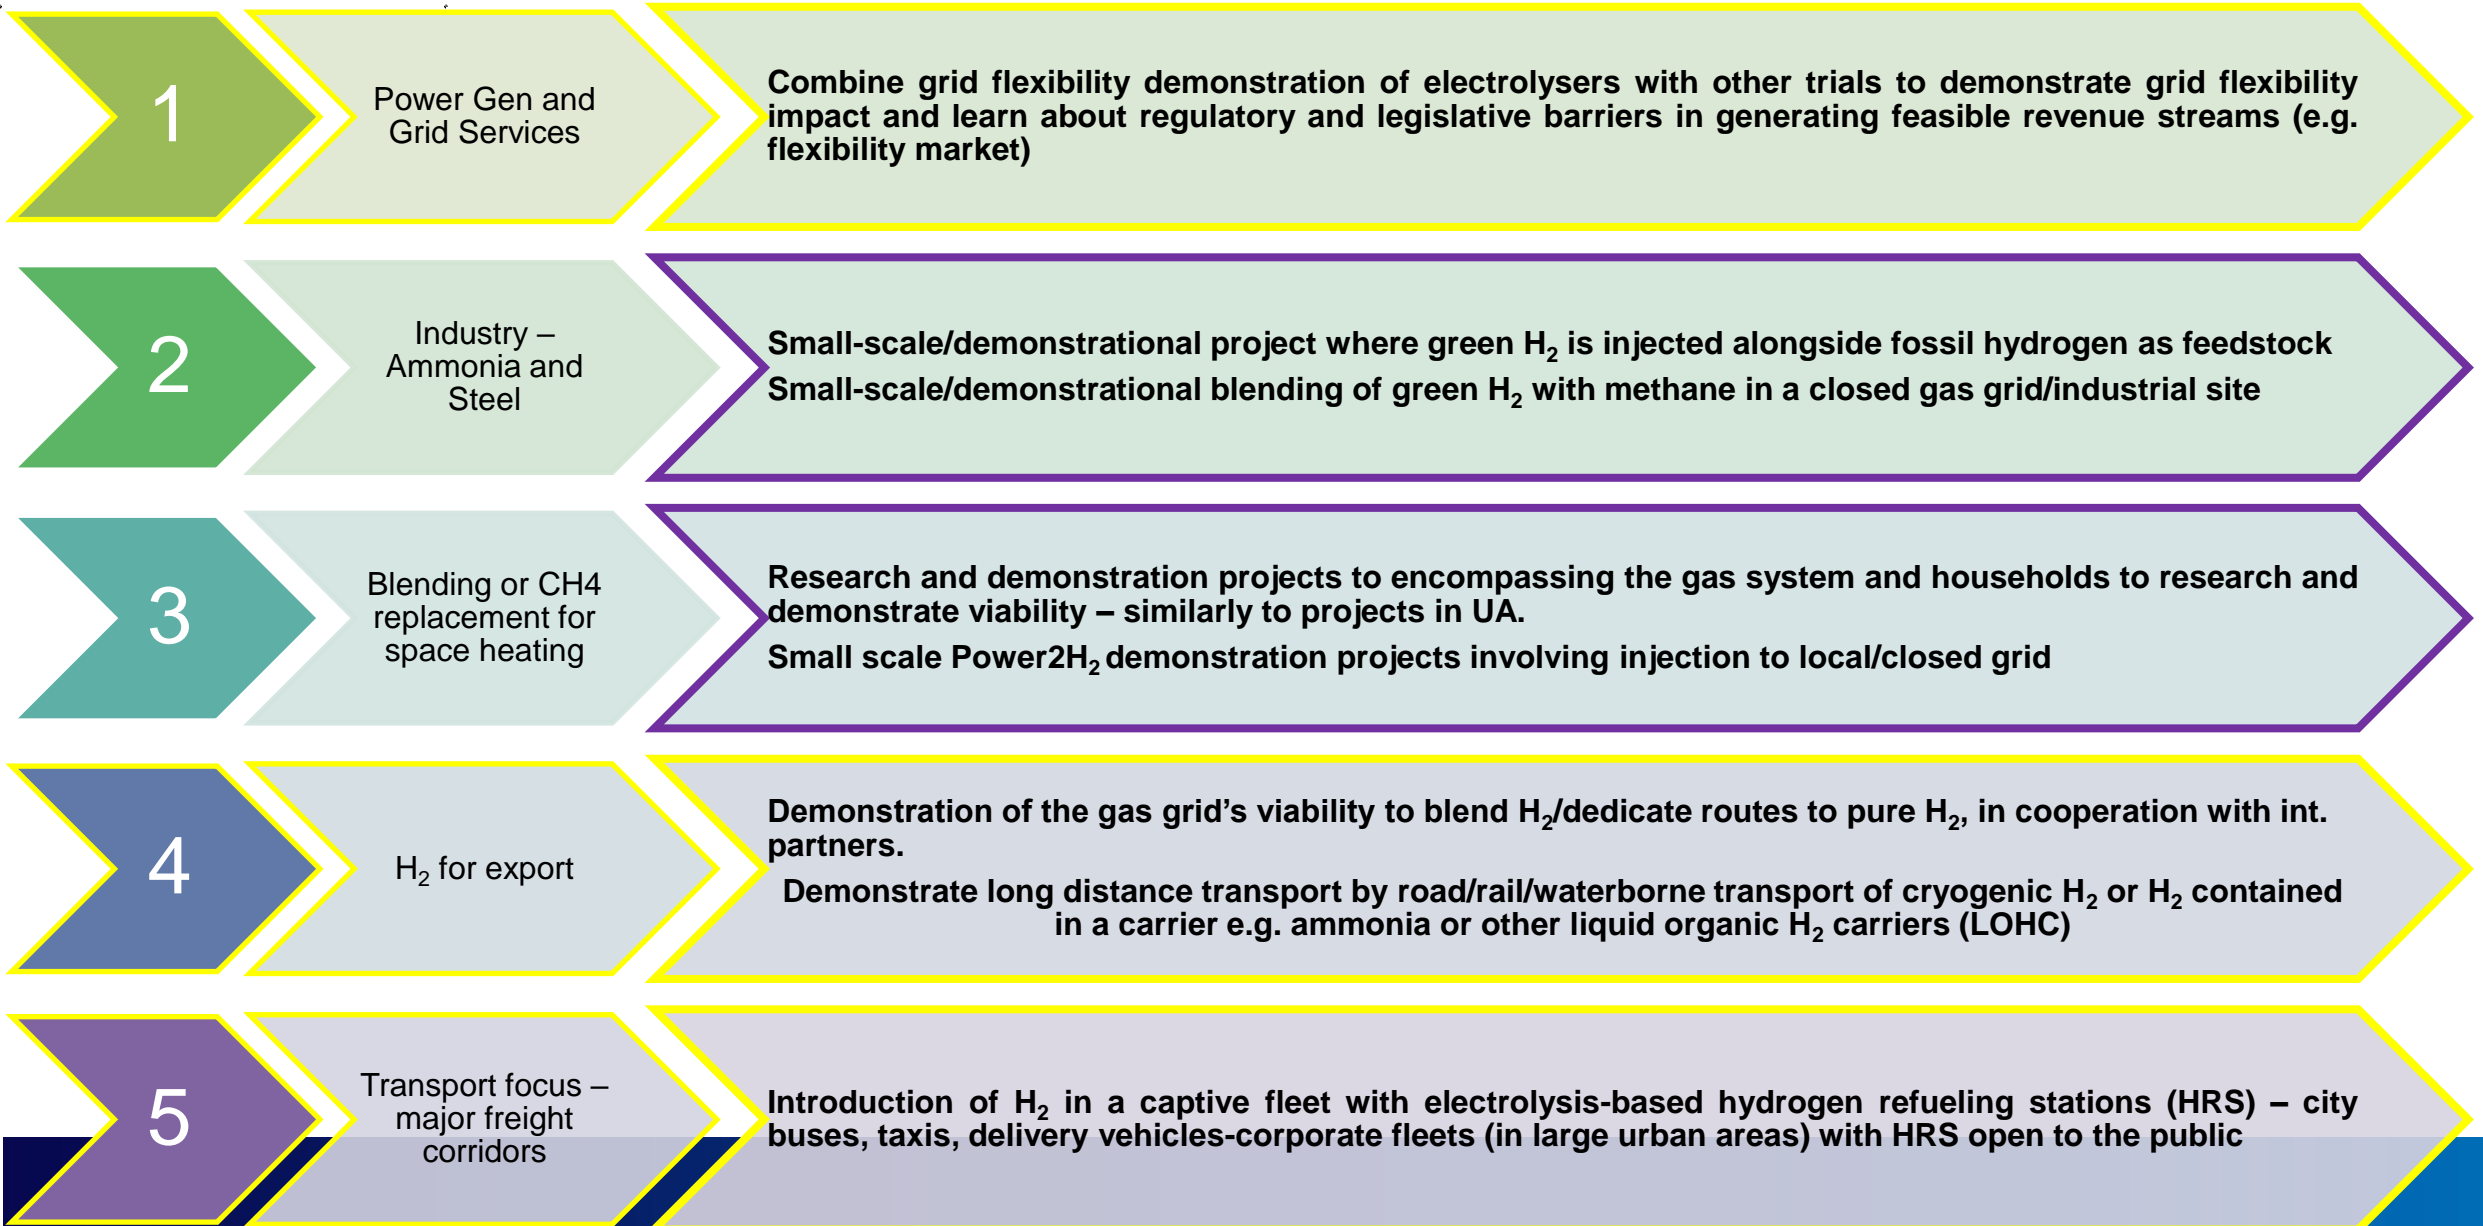 1
Power Gen and
Grid Services
Combine grid flexibility demonstration of electrolysers with other trials to demonstrate grid flexibility
impact and learn about regulatory and legislative barriers in generating feasible revenue streams (e.g.
flexibility market)
2
Industry –
Ammonia and
Steel
Small-scale/demonstrational project where green H₂ is injected alongside fossil hydrogen as feedstock
Small-scale/demonstrational blending of green H₂ with methane in a closed gas grid/industrial site
3
Blending or CH4
replacement for
space heating
Research and demonstration projects to encompassing the gas system and households to research and
demonstrate viability – similarly to projects in UA.
Small scale Power2H₂ demonstration projects involving injection to local/closed grid
4
H₂ for export
Demonstration of the gas grid’s viability to blend H₂/dedicate routes to pure H₂, in cooperation with int.
partners.
Demonstrate long distance transport by road/rail/waterborne transport of cryogenic H₂ or H₂ contained
in a carrier e.g. ammonia or other liquid organic H₂ carriers (LOHC)
5
Transport focus –
major freight
corridors
Introduction of H₂ in a captive fleet with electrolysis-based hydrogen refueling stations (HRS) – city
buses, taxis, delivery vehicles-corporate fleets (in large urban areas) with HRS open to the public